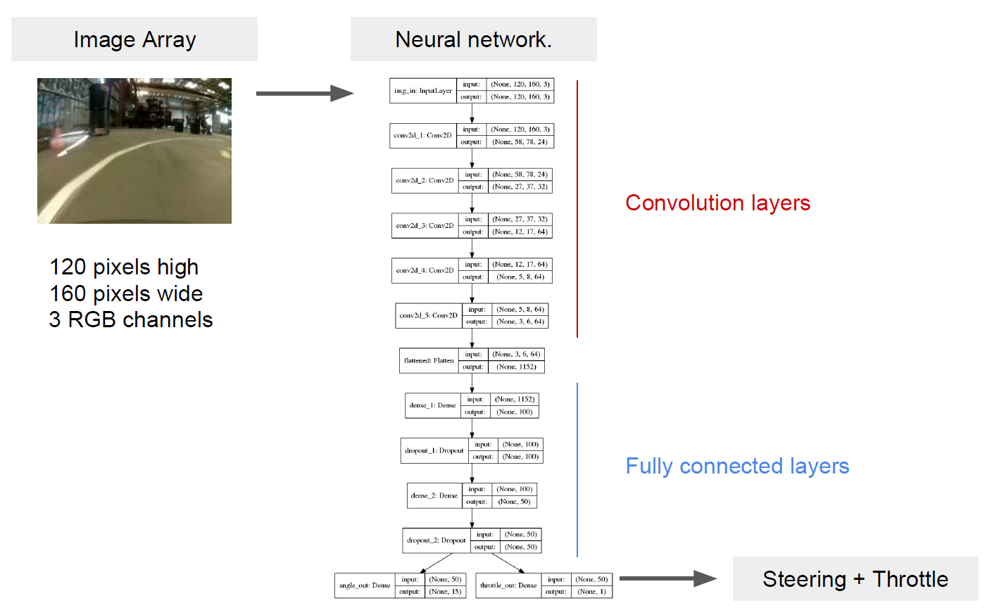 Image Array
Neural network.
120 pixels high
160 pixels wide
3 RGB channels
img_in: InputLayer
input: (None, 120, 160, 3)
output: (None, 120, 160, 3)
conv2d_1: Conv2D
input: (None, 120, 160, 3)
output: (None, 58, 78, 24)
conv2d_2: Conv2D
input: (None, 58, 78, 24)
output: (None, 27, 37, 32)
conv2d_3: Conv2D
input: (None, 27, 37, 32)
output: (None, 12, 17, 64)
conv2d_4: Conv2D
input: (None, 12, 17, 64)
output: (None, 5, 8, 64)
conv2d_5: Conv2D
input: (None, 5, 8, 64)
output: (None, 3, 6, 64)
Convolution layers
flattened: Flatten
input: (None, 3, 6, 64)
output: (None, 1152)
dense_1: Dense
input: (None, 1152)
output: (None, 100)
dropout_1: Dropout
input: (None, 100)
output: (None, 100)
dense_2: Dense
input: (None, 100)
output: (None, 50)
dropout_2: Dropout
input: (None, 50)
output: (None, 50)
Fully connected layers
angle_out: Dense
input: (None, 50)
output: (None, 15)
throttle_out: Dense
input: (None, 50)
output: (None, 1)
Steering + Throttle